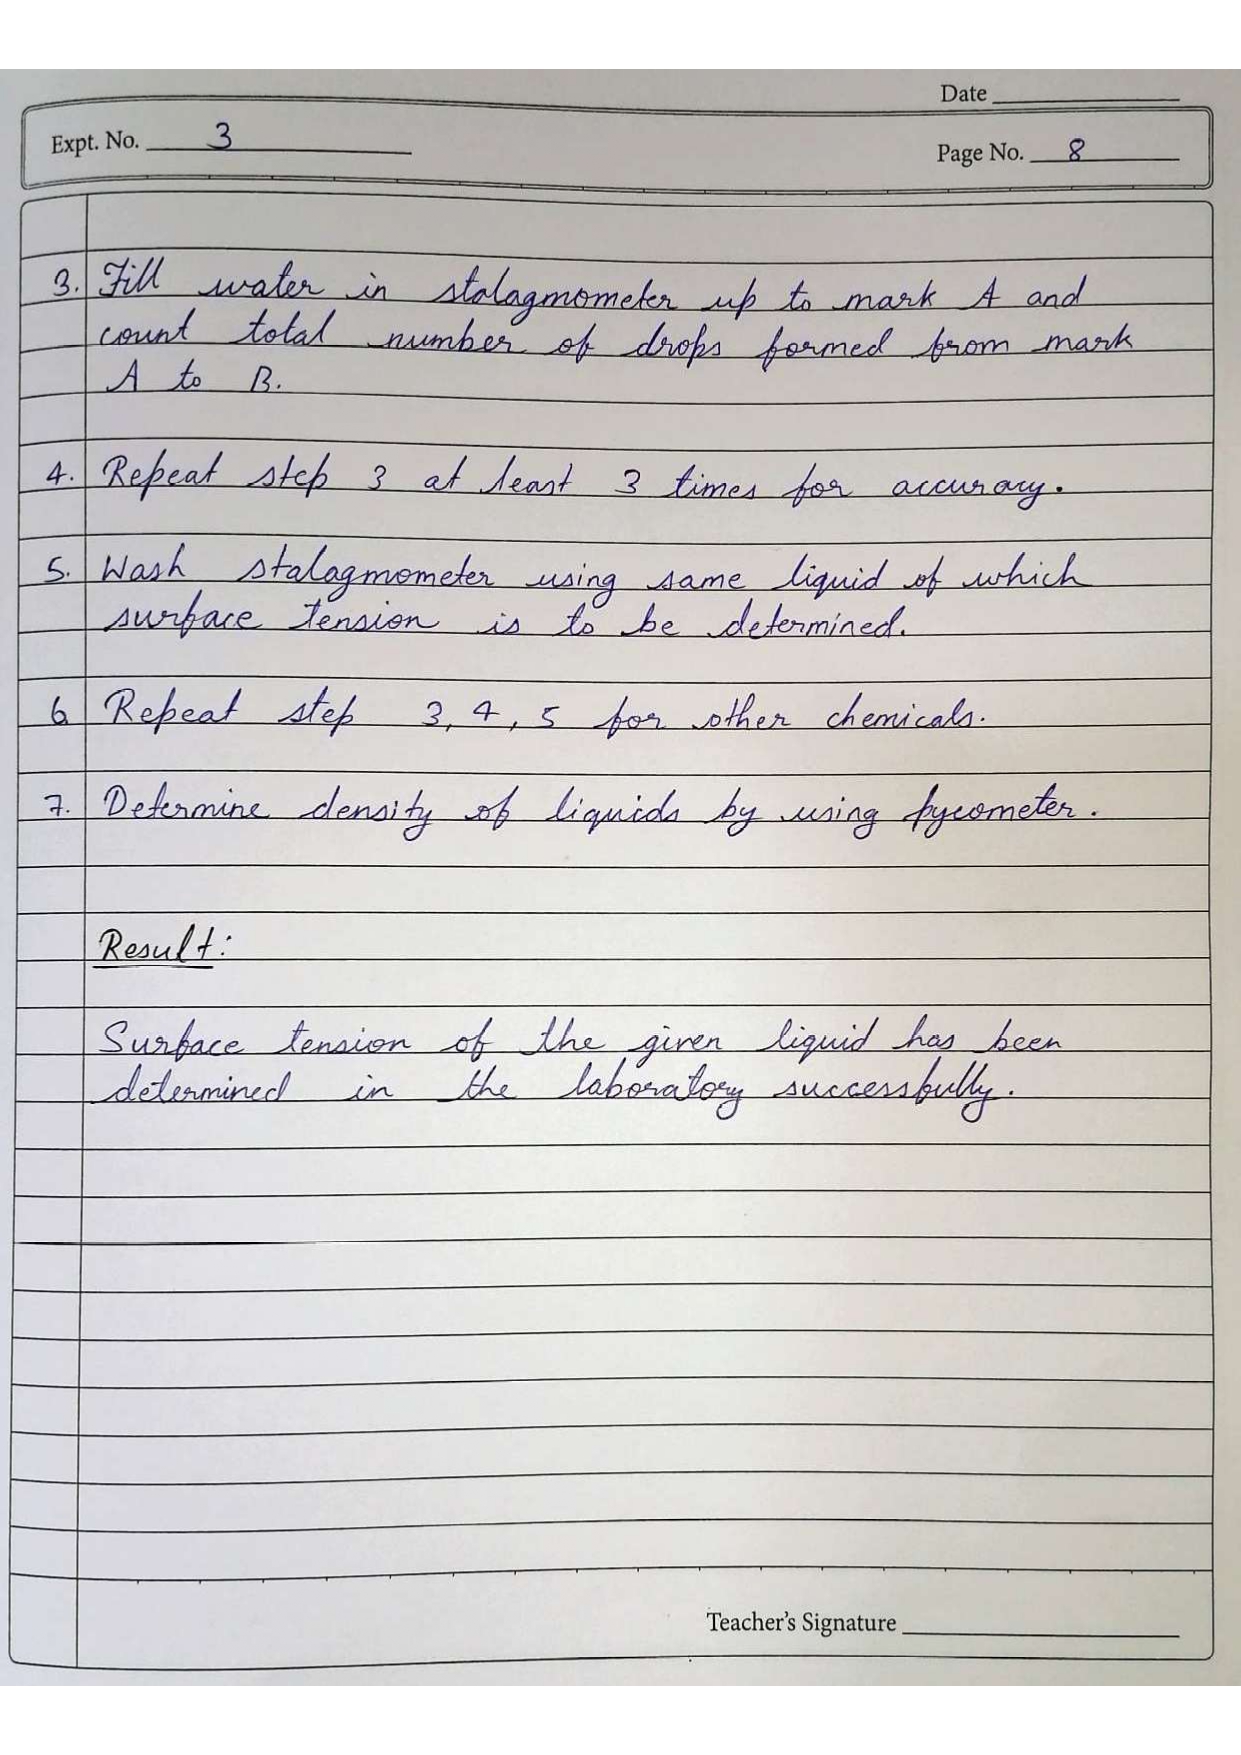 Date
Expt. No. 3
Page No. 8
3. Fill water in stalagmometer up to mark A and
count total number of drops formed from mark
A to B.
4. Repeat step 3 at least 3 times for accuracy.
5. Wash stalagmometer using same liquid of which
surface tension is to be determined.
6 Repeat step 3, 4, 5 for other chemicals.
7. Determine density of liquids by using pycometer.
Result:
Surface tension of the given liquid has been
determined in the laboratory successfully.
Teacher's Signature